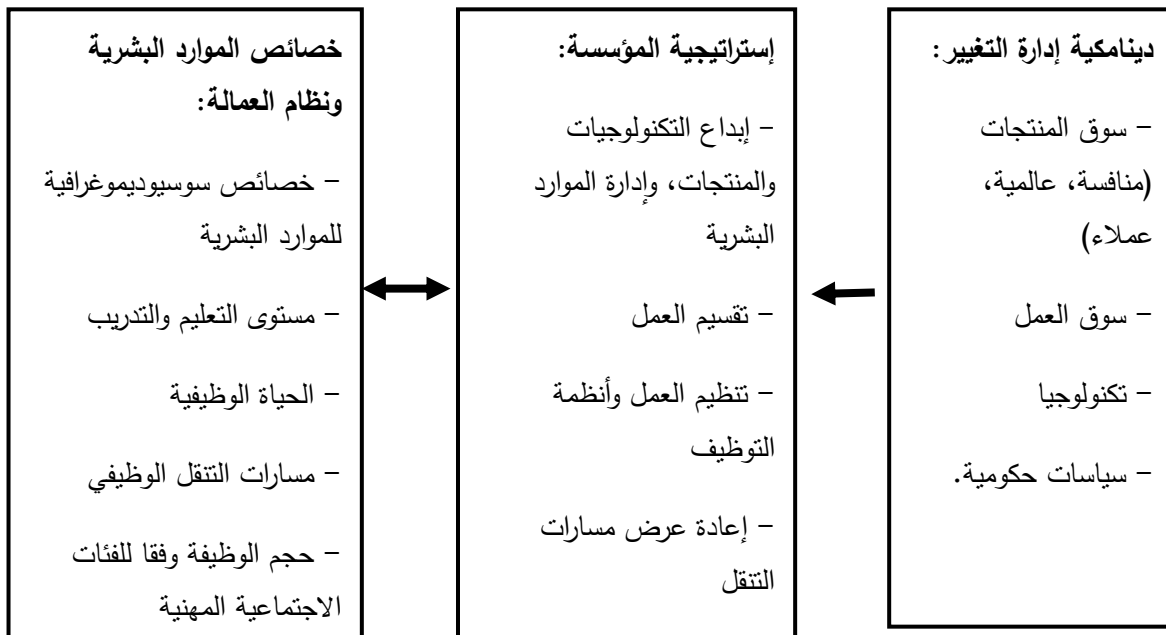 دينامكية إدارة التغيير:
– سوق المنتجات
(منافسة، عالمية،
عملاء)
– سوق العمل
– تكنولوجيا
– سياسات حكومية.
إستراتيجية المؤسسة:
– إبداع التكنولوجيات
والمنتجات، وإدارة الموارد
البشرية
– تقسيم العمل
– تنظيم العمل وأنظمة
التوظيف
– إعادة عرض مسارات
التنقل
خصائص الموارد البشرية
ونظام العمالة:
– خصائص سوسيوديموغرافية
للموارد البشرية
– مستوى التعليم والتدريب
– الحياة الوظيفية
– مسارات التنقل الوظيفي
– حجم الوظيفة وفقا للفئات
الاجتماعية المهنية